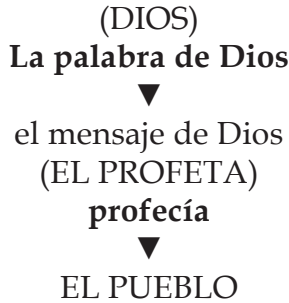 (DIOS)
La palabra de Dios
▼
el mensaje de Dios
(EL PROFETA)
profecía
▼
EL PUEBLO